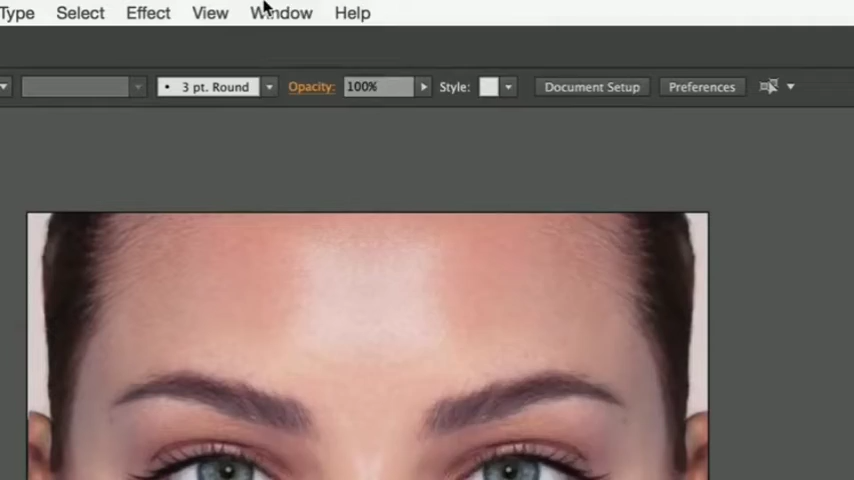 Type Select Effect View Window Help
3 pt. Round Opacity: 100% Style: Document Setup Preferences